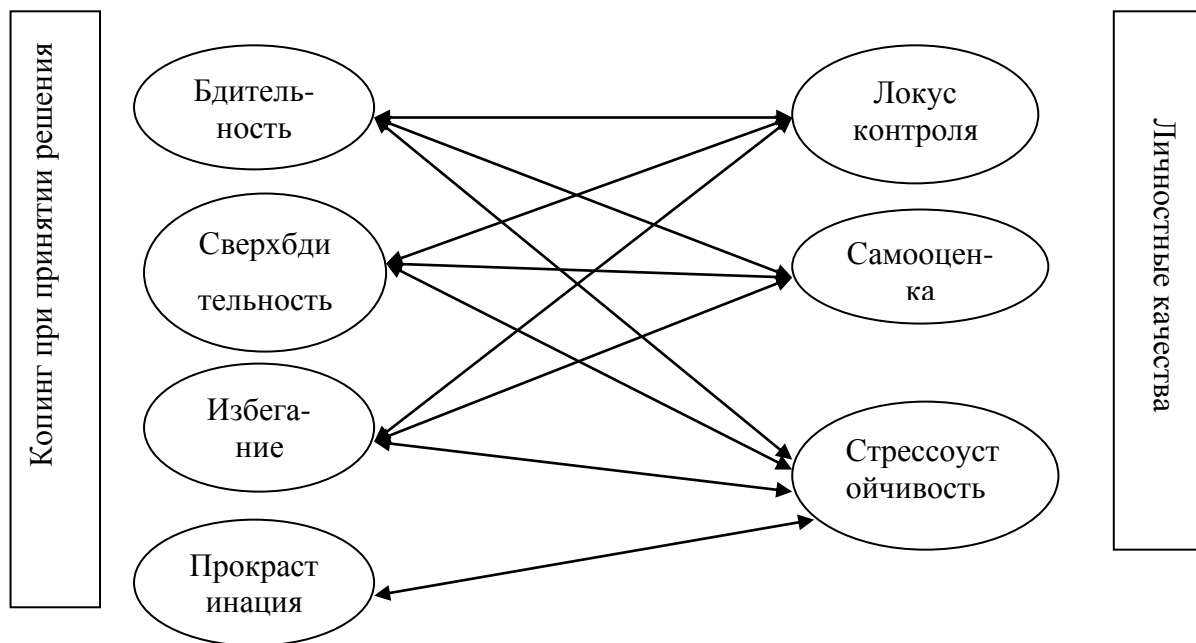 Копинг при принятии решения
Бдитель-
ность
Сверхбди
тельность
Избега-
ние
Прокраст
инация
Локус
контроля
Самооцен-
ка
Стрессоуст
ойчивость
Личностные качества